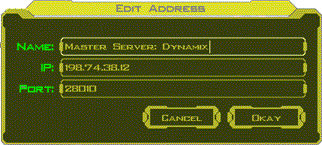 Edit Address
Name: Master Server: Dynamix
IP: 198.74.38.12
Port: 28010
Cancel Okay